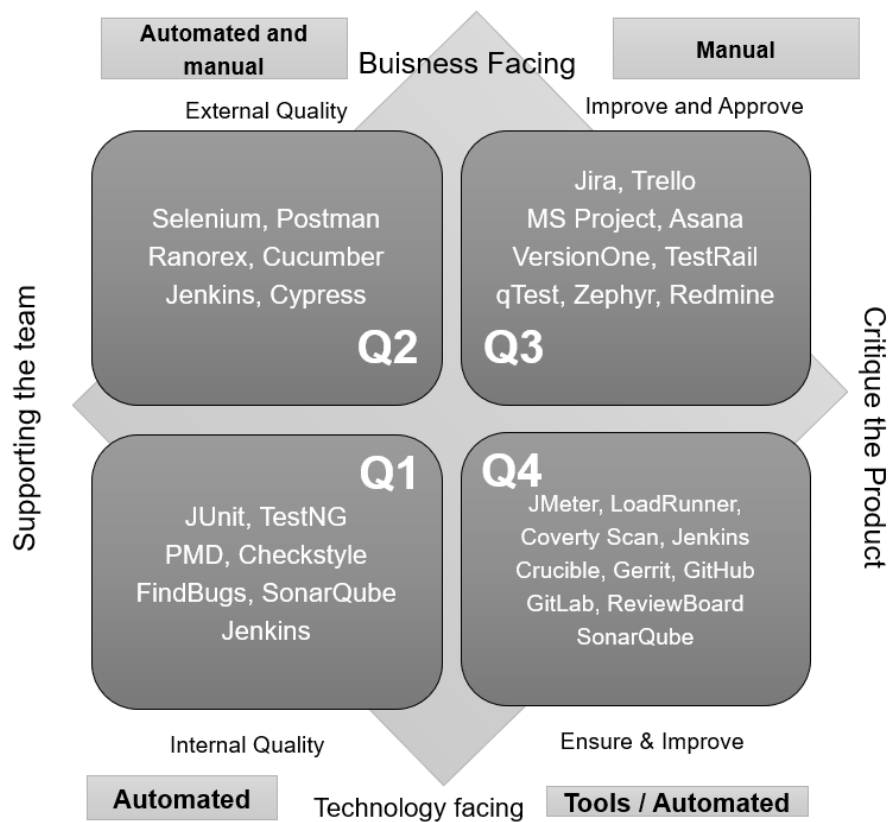 Automated and
manual
Buisness Facing
Manual
External Quality
Improve and Approve
Selenium, Postman
Ranorex, Cucumber
Jenkins, Cypress
Q2
Jira, Trello
MS Project, Asana
VersionOne, TestRail
qTest, Zephyr, Redmine
Q3
Supporting the team
Critique the Product
Q1
JUnit, TestNG
PMD, Checkstyle
FindBugs, SonarQube
Jenkins
Q4
JMeter, LoadRunner,
Coverty Scan, Jenkins
Crucible, Gerrit, GitHub
GitLab, ReviewBoard
SonarQube
Internal Quality
Ensure & Improve
Automated
Technology facing
Tools / Automated